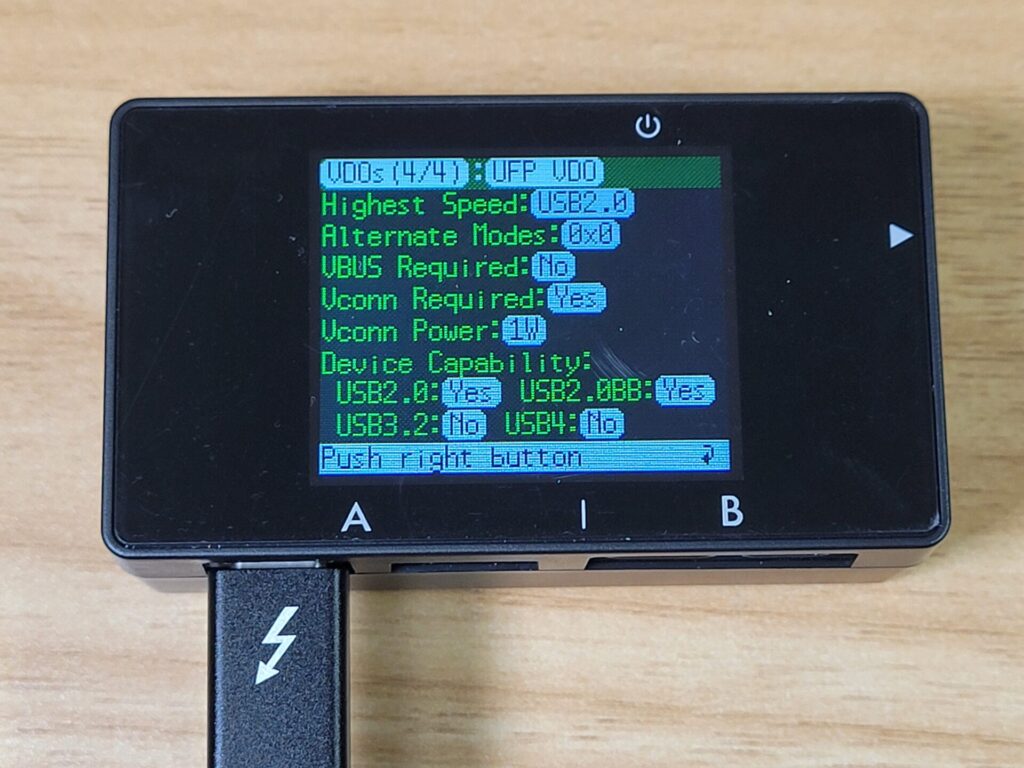 VDOs(4/4):UFP VDO
Highest Speed:USB2.0
Alternate Modes:0x0
VBUS Required:No
Vconn Required:Yes
Vconn Power:1W
Device Capability:
USB2.0:Yes USB2.0BB:Yes
USB3.2:No USB4:No
Push right button
A | B